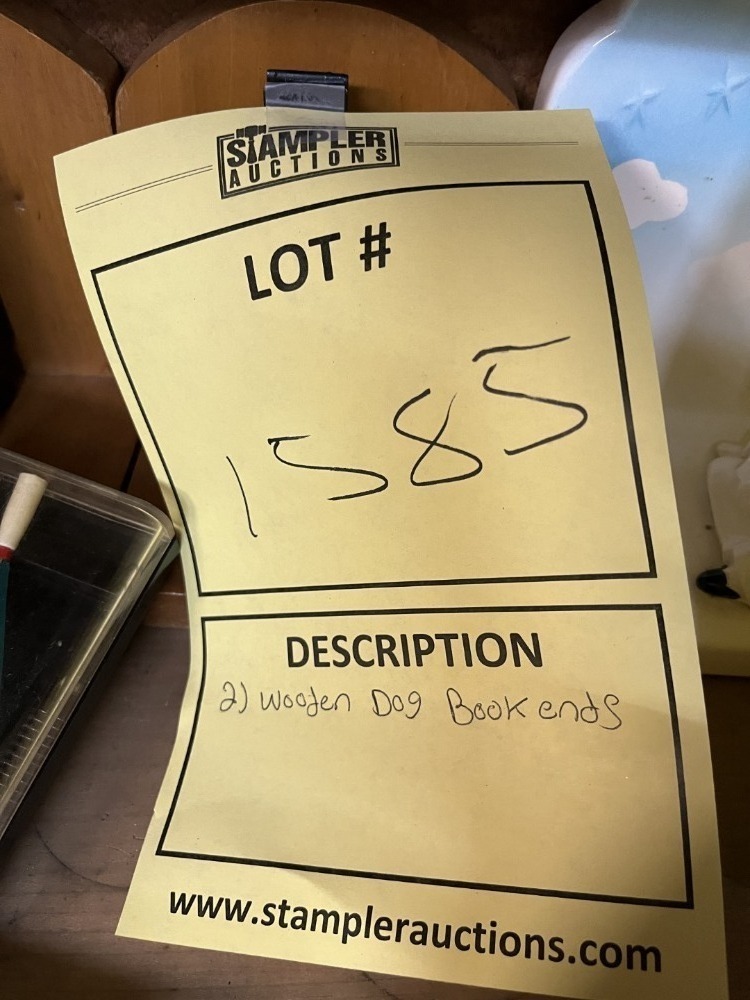 STAMPLER
AUCTIONS
LOT #
1585
DESCRIPTION
2) Wooden Dog Book ends
www.stamplerauctions.com